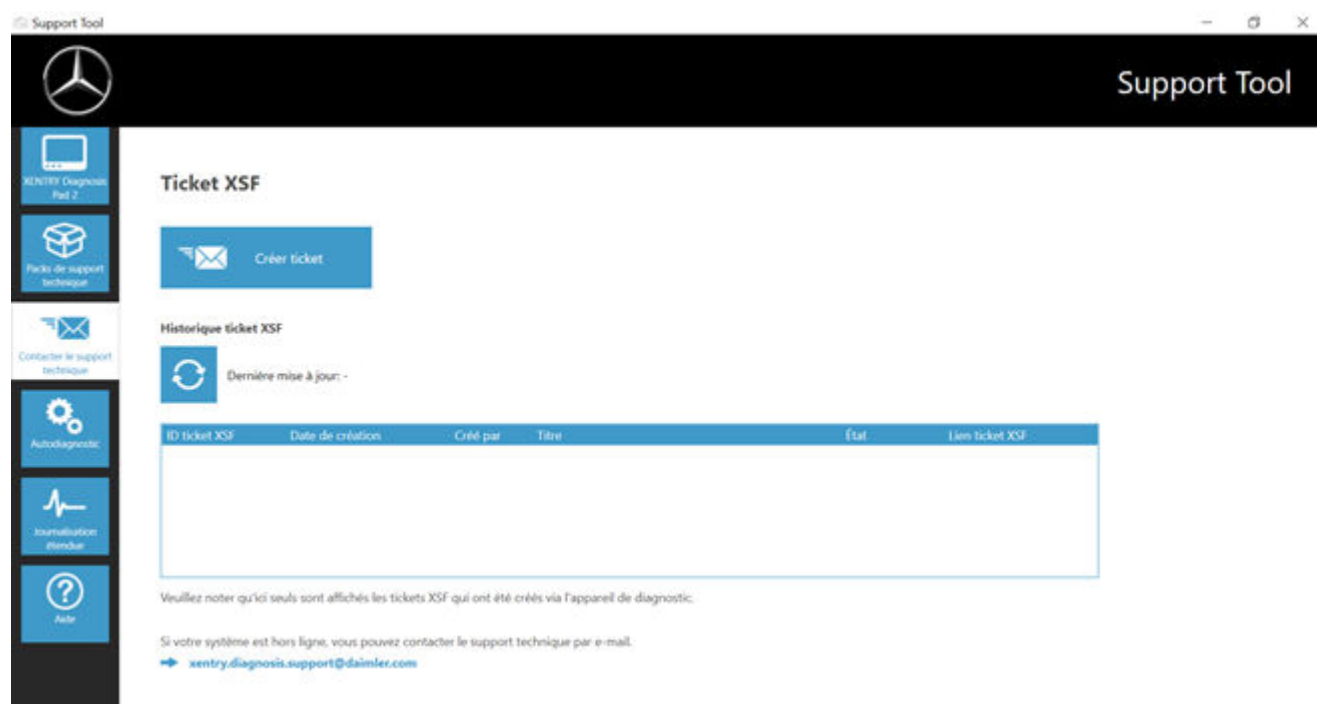 Support Tool
Support Tool
XENTRY Diagnosis
Pad 2
Packs de support
technique
Contacter le support
technique
Autodiagnostic
Journalisation
étendue
Aide
Ticket XSF
Créer ticket
Historique ticket XSF
Dernière mise à jour: -
ID ticket XSF Date de création Créé par Titre État Lien ticket XSF
Veuillez noter qu'ici seuls sont affichés les tickets XSF qui ont été créés via l'appareil de diagnostic.
Si votre système est hors ligne, vous pouvez contacter le support technique par e-mail.
xentry.diagnosis.support@daimler.com